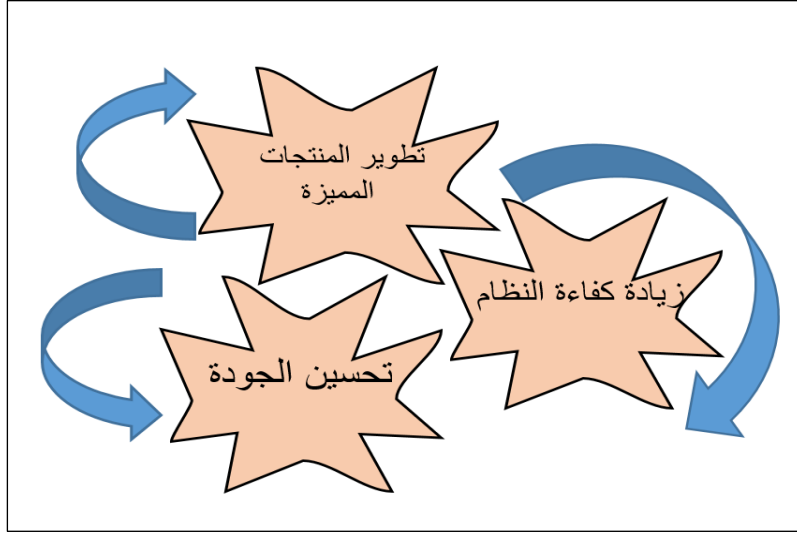 تطوير المنتجات
المميزة
زيادة كفاءة النظام
تحسين الجودة